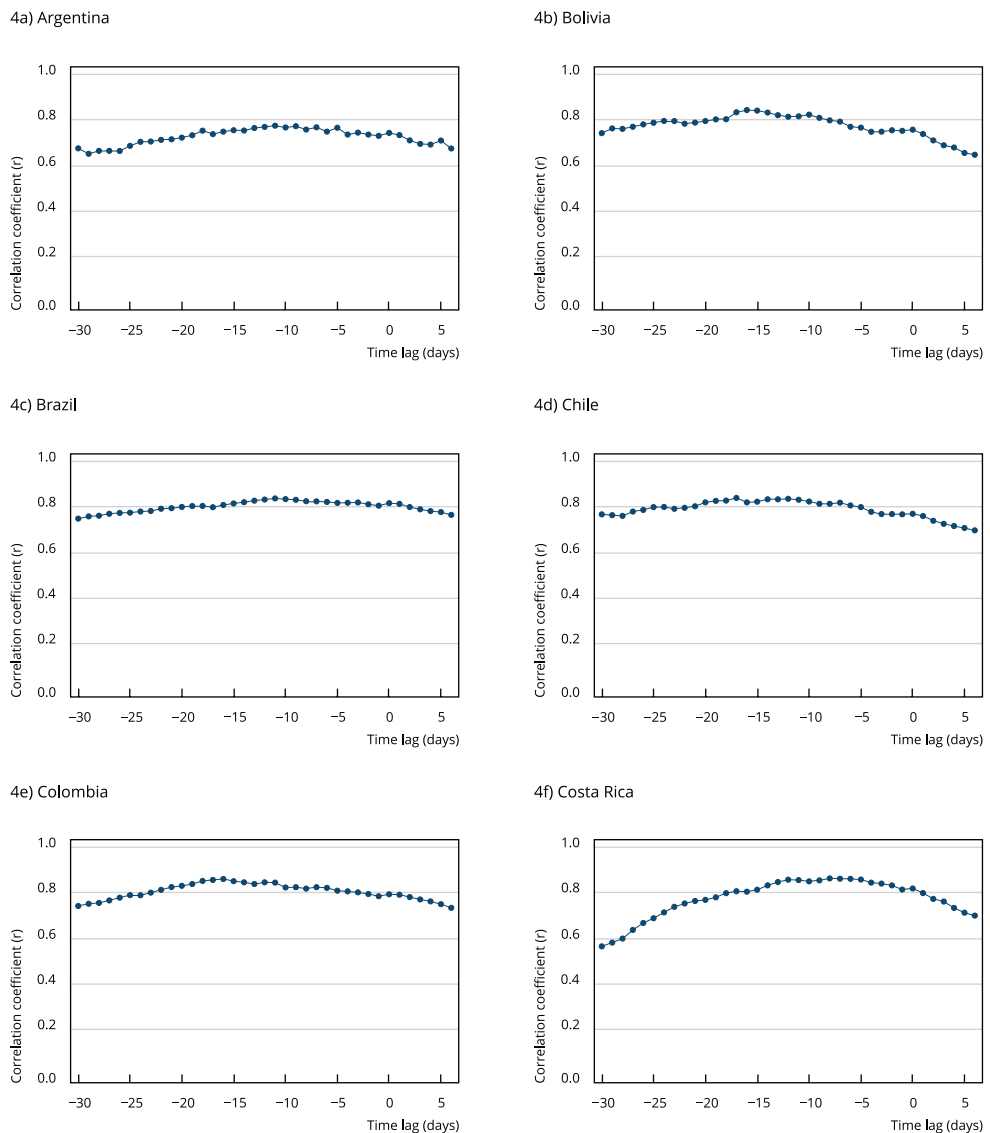 4a) Argentina
Correlation coefficient (r)
1.0
0.8
0.6
0.4
0.2
0.0
−30 −25 −20 −15 −10 −5 0 5
Time lag (days)
4b) Bolivia
Correlation coefficient (r)
1.0
0.8
0.6
0.4
0.2
0.0
−30 −25 −20 −15 −10 −5 0 5
Time lag (days)
4c) Brazil
Correlation coefficient (r)
1.0
0.8
0.6
0.4
0.2
0.0
−30 −25 −20 −15 −10 −5 0 5
Time lag (days)
4d) Chile
Correlation coefficient (r)
1.0
0.8
0.6
0.4
0.2
0.0
−30 −25 −20 −15 −10 −5 0 5
Time lag (days)
4e) Colombia
Correlation coefficient (r)
1.0
0.8
0.6
0.4
0.2
0.0
−30 −25 −20 −15 −10 −5 0 5
Time lag (days)
4f) Costa Rica
Correlation coefficient (r)
1.0
0.8
0.6
0.4
0.2
0.0
−30 −25 −20 −15 −10 −5 0 5
Time lag (days)